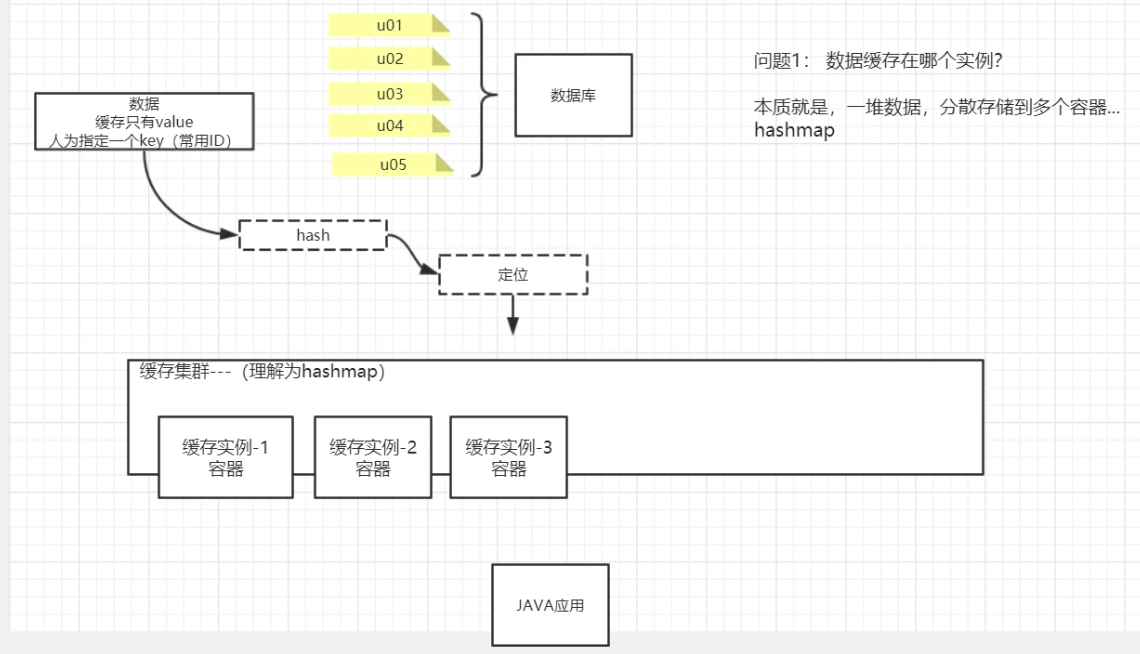 u01
u02
u03
u04
u05
数据库
问题1： 数据缓存在哪个实例？
本质就是，一堆数据，分散存储到多个容器...
hashmap
数据
缓存只有value
人为指定一个key（常用ID）
hash
定位
缓存集群---（理解为hashmap）
缓存实例-1
容器
缓存实例-2
容器
缓存实例-3
容器
JAVA应用